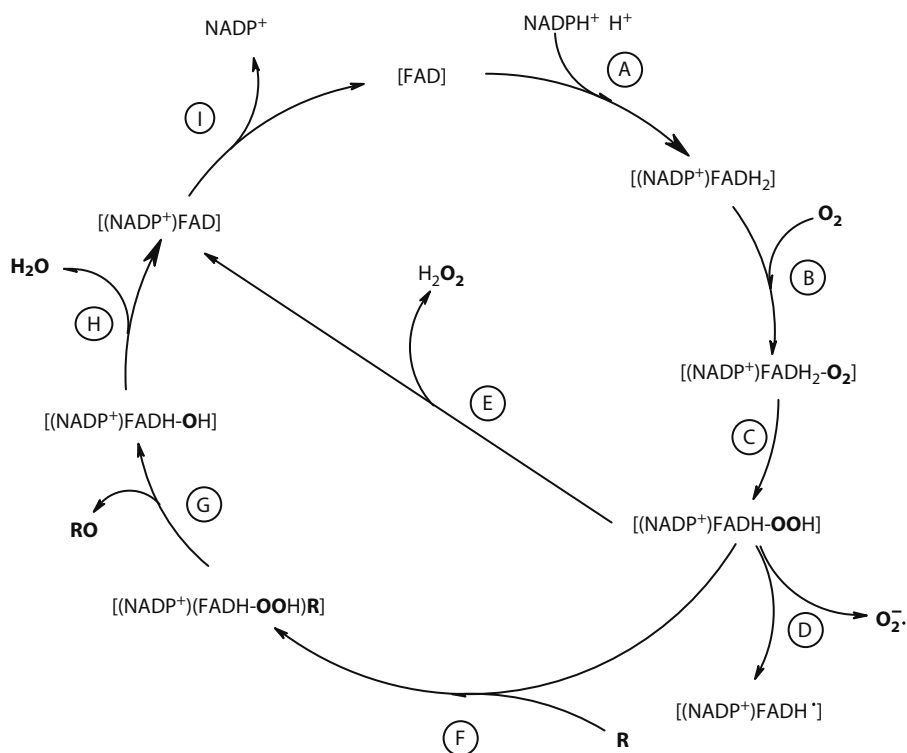 NADP⁺
NADPH⁺ H⁺
[FAD]
A
I
[(NADP⁺)FADH₂]
[(NADP⁺)FAD]
O₂
H₂O
H₂O₂
B
H
[(NADP⁺)FADH₂-O₂]
E
[(NADP⁺)FADH-OH]
C
G
RO
[(NADP⁺)FADH-OOH]
[(NADP⁺)(FADH-OOH)R]
D
O₂⁻·
[(NADP⁺)FADH·]
F
R